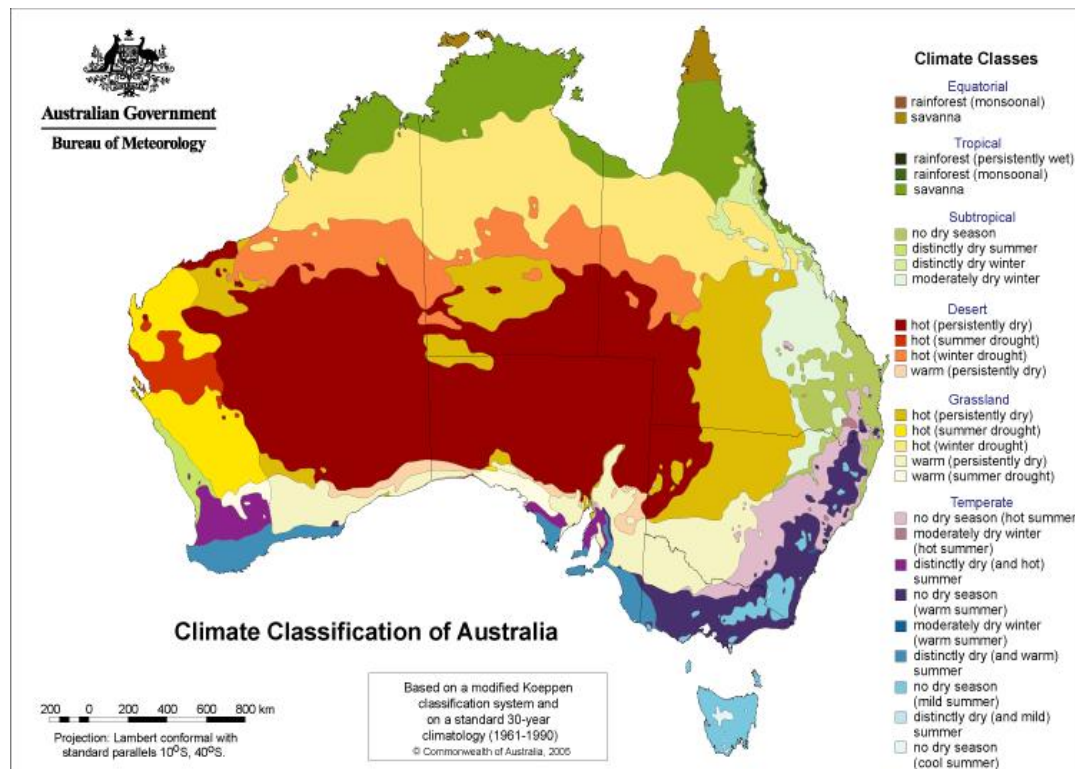 Australian Government
Bureau of Meteorology
Climate Classes
Equatorial
rainforest (monsoonal)
savanna
Tropical
rainforest (persistently wet)
rainforest (monsoonal)
savanna
Subtropical
no dry season
distinctly dry summer
distinctly dry winter
moderately dry winter
Desert
hot (persistently dry)
hot (summer drought)
hot (winter drought)
warm (persistently dry)
Grassland
hot (persistently dry)
hot (summer drought)
hot (winter drought)
warm (persistently dry)
warm (summer drought)
Temperate
no dry season (hot summer
moderately dry winter
(hot summer)
distinctly dry (and hot)
summer
no dry season
(warm summer)
moderately dry winter
(warm summer)
distinctly dry (and warm)
summer
no dry season
(mild summer)
distinctly dry (and mild)
summer
no dry season
(cool summer)
Climate Classification of Australia
Based on a modified Koeppen
classification system and
on a standard 30-year
climatology (1961-1990)
© Commonwealth of Australia, 2005
200 0 200 400 600 800 km
Projection: Lambert conformal with
standard parallels 10°S, 40°S.